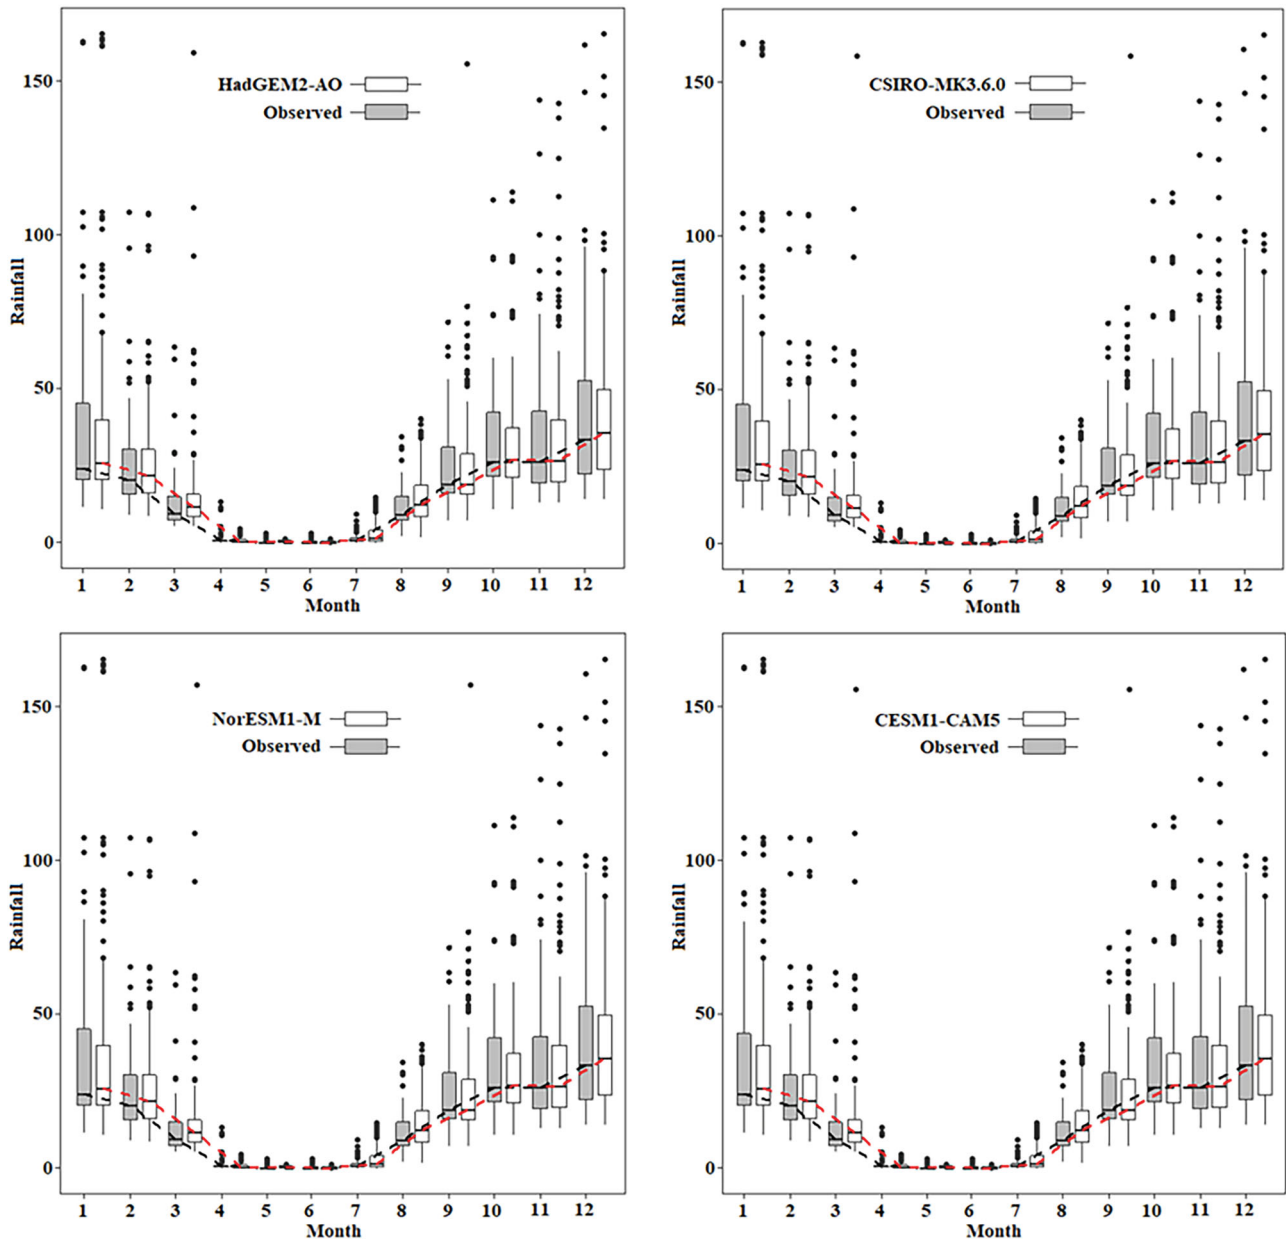 150
100
50
0
Rainfall
HadGEM2-AO
Observed
1 2 3 4 5 6 7 8 9 10 11 12
Month
150
100
50
0
Rainfall
CSIRO-MK3.6.0
Observed
1 2 3 4 5 6 7 8 9 10 11 12
Month
150
100
50
0
Rainfall
NorESM1-M
Observed
1 2 3 4 5 6 7 8 9 10 11 12
Month
150
100
50
0
Rainfall
CESM1-CAM5
Observed
1 2 3 4 5 6 7 8 9 10 11 12
Month